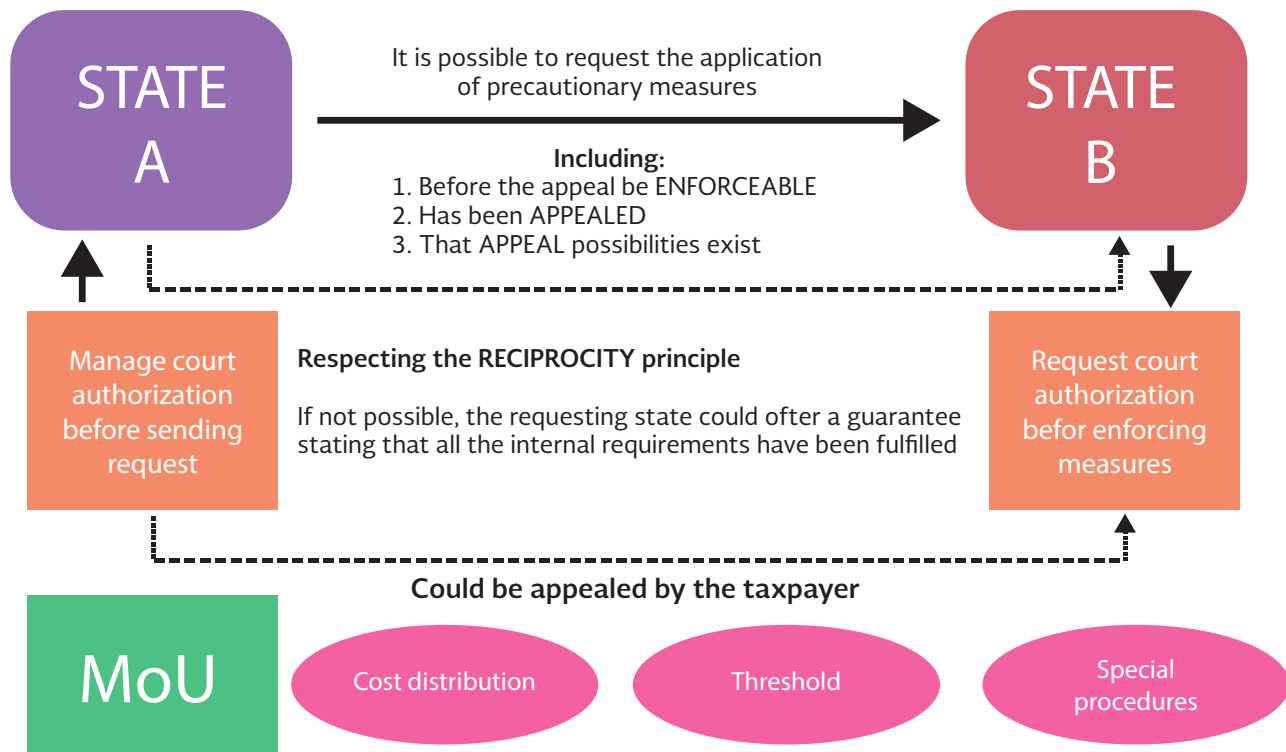 STATE
A
It is possible to request the application
of precautionary measures
Including:
1. Before the appeal be ENFORCEABLE
2. Has been APPEALED
3. That APPEAL possibilities exist
STATE
B
Manage court
authorization
before sending
request
Respecting the RECIPROCITY principle
If not possible, the requesting state could ofter a guarantee
stating that all the internal requirements have been fulfilled
Request court
authorization
befor enforcing
measures
Could be appealed by the taxpayer
MoU
Cost distribution
Threshold
Special
procedures